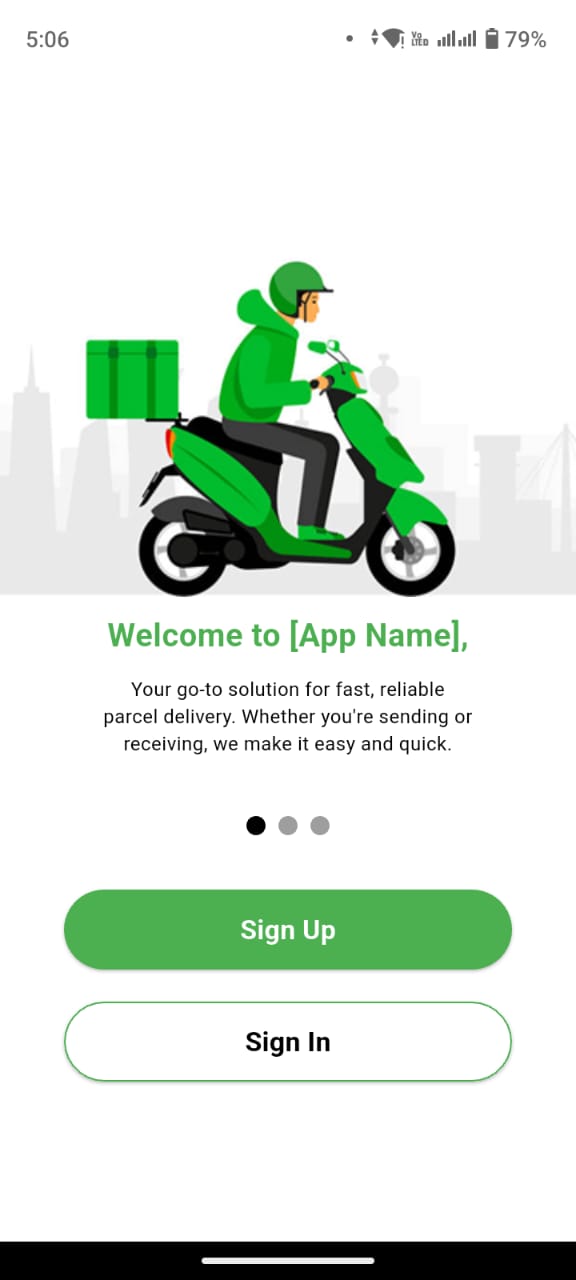 5:06 Vo LTED 79%
Welcome to [App Name],
Your go-to solution for fast, reliable
parcel delivery. Whether you're sending or
receiving, we make it easy and quick.
Sign Up
Sign In